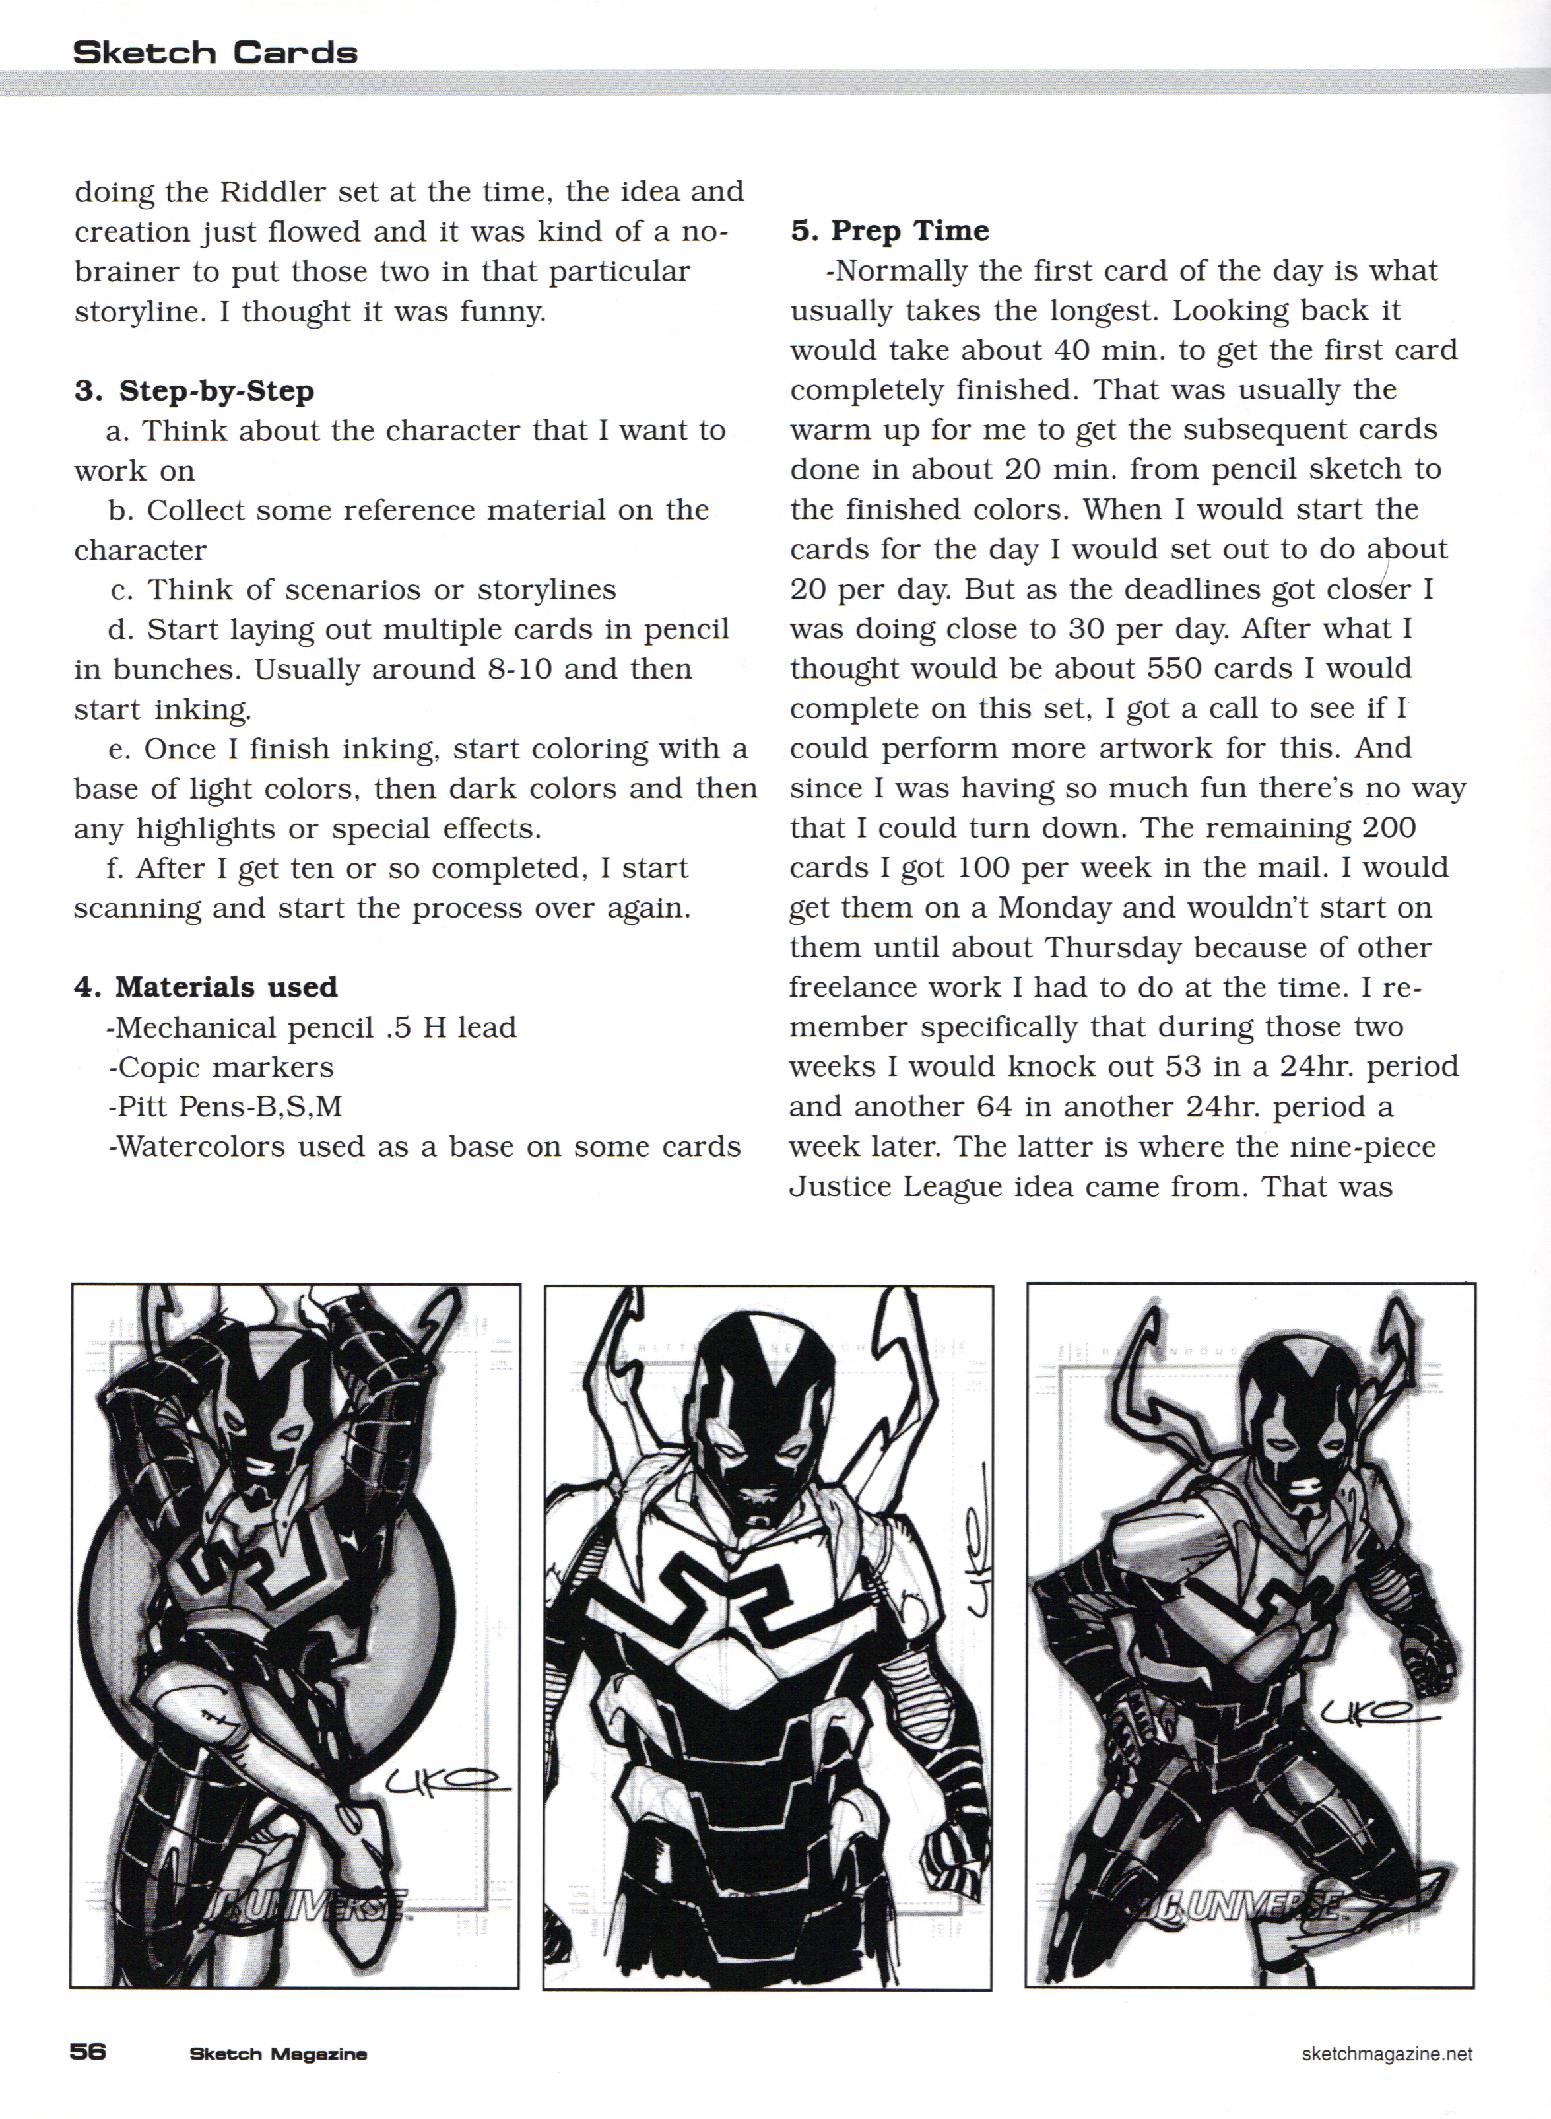 Sketch Cards
doing the Riddler set at the time, the idea and
creation just flowed and it was kind of a no-
brainer to put those two in that particular
storyline. I thought it was funny.
3. Step-by-Step
a. Think about the character that I want to
work on
b. Collect some reference material on the
character
c. Think of scenarios or storylines
d. Start laying out multiple cards in pencil
in bunches. Usually around 8-10 and then
start inking.
e. Once I finish inking, start coloring with a
base of light colors, then dark colors and then
any highlights or special effects.
f. After I get ten or so completed, I start
scanning and start the process over again.
4. Materials used
-Mechanical pencil .5 H lead
-Copic markers
-Pitt Pens-B,S,M
-Watercolors used as a base on some cards
5. Prep Time
-Normally the first card of the day is what
usually takes the longest. Looking back it
would take about 40 min. to get the first card
completely finished. That was usually the
warm up for me to get the subsequent cards
done in about 20 min. from pencil sketch to
the finished colors. When I would start the
cards for the day I would set out to do about
20 per day. But as the deadlines got closer I
was doing close to 30 per day. After what I
thought would be about 550 cards I would
complete on this set, I got a call to see if I
could perform more artwork for this. And
since I was having so much fun there's no way
that I could turn down. The remaining 200
cards I got 100 per week in the mail. I would
get them on a Monday and wouldn't start on
them until about Thursday because of other
freelance work I had to do at the time. I re-
member specifically that during those two
weeks I would knock out 53 in a 24hr. period
and another 64 in another 24hr. period a
week later. The latter is where the nine-piece
Justice League idea came from. That was
UKO
UNIVERSE
UKO
UKO
UNIVERSE
56
Sketch Magazine
sketchmagazine.net